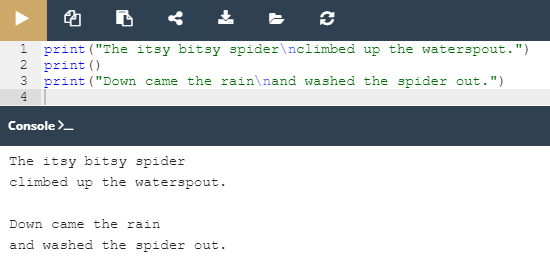 1 print("The itsy bitsy spider\nclimbed up the waterspout.")
2 print()
3 print("Down came the rain\nand washed the spider out.")
4
Console >_
The itsy bitsy spider
climbed up the waterspout.

Down came the rain
and washed the spider out.